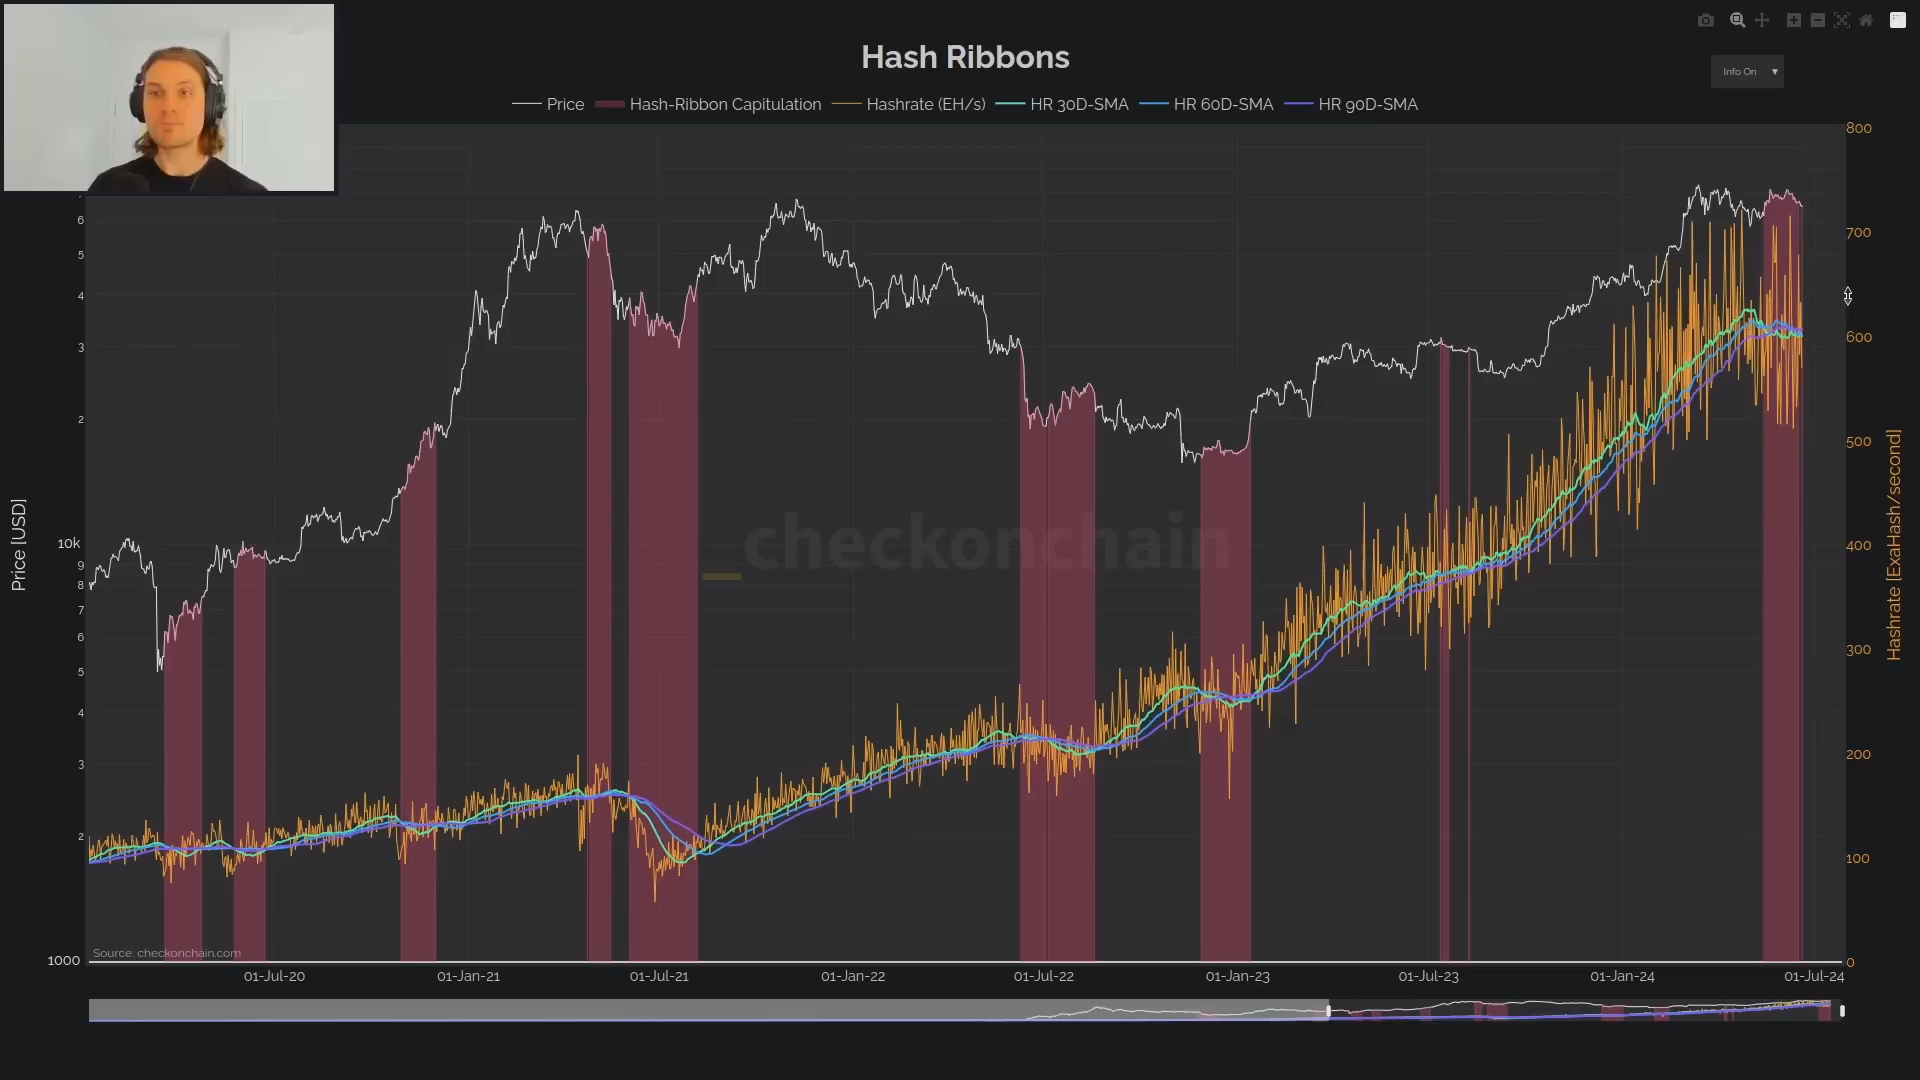 Hash Ribbons
Info On
Price Hash-Ribbon Capitulation Hashrate (EH/s) HR 30D-SMA HR 60D-SMA HR 90D-SMA
800
6
700
5
4
600
3
500
2
Price [USD]
Hashrate [ExaHash/second]
checkonchain
10k
400
9
8
7
6
300
5
4
200
3
2
100
Source: checkonchain.com
1000
0
01-Jul-20 01-Jan-21 01-Jul-21 01-Jan-22 01-Jul-22 01-Jan-23 01-Jul-23 01-Jan-24 01-Jul-24